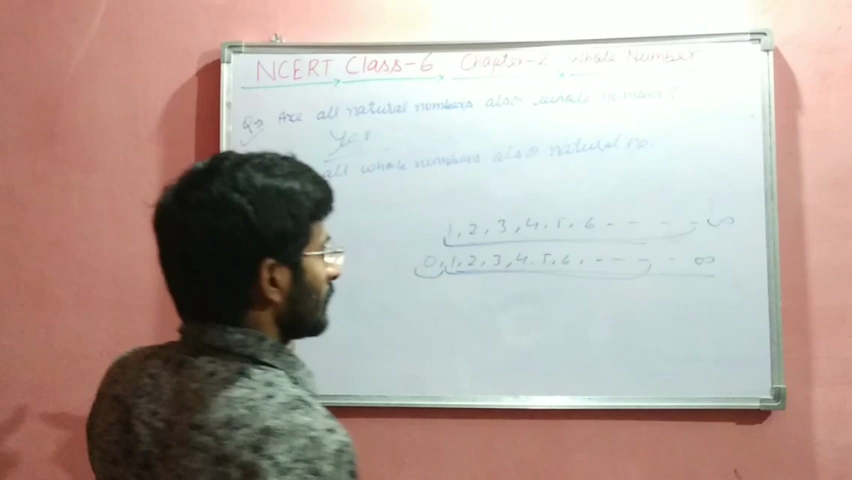 NCERT Class-6 Chapter-2 Whole Number
Q→ Are all natural numbers also whole numbers?
Yes
all whole numbers also natural no.
1, 2, 3, 4, 5, 6, - - - - ∞
0, 1, 2, 3, 4, 5, 6, - - - - - ∞